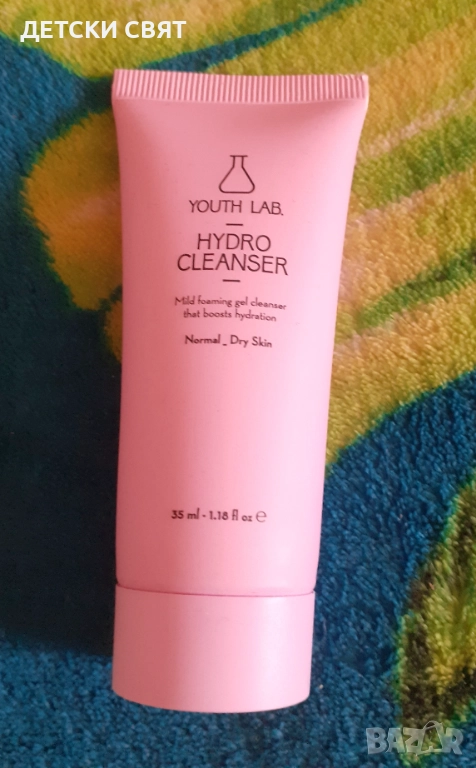 ДЕТСКИ СВЯТ
YOUTH LAB.
HYDRO
CLEANSER
Mild foaming gel cleanser
that boosts hydration
Normal _ Dry Skin
35 ml - 1.18 fl oz ℮
BAZAR